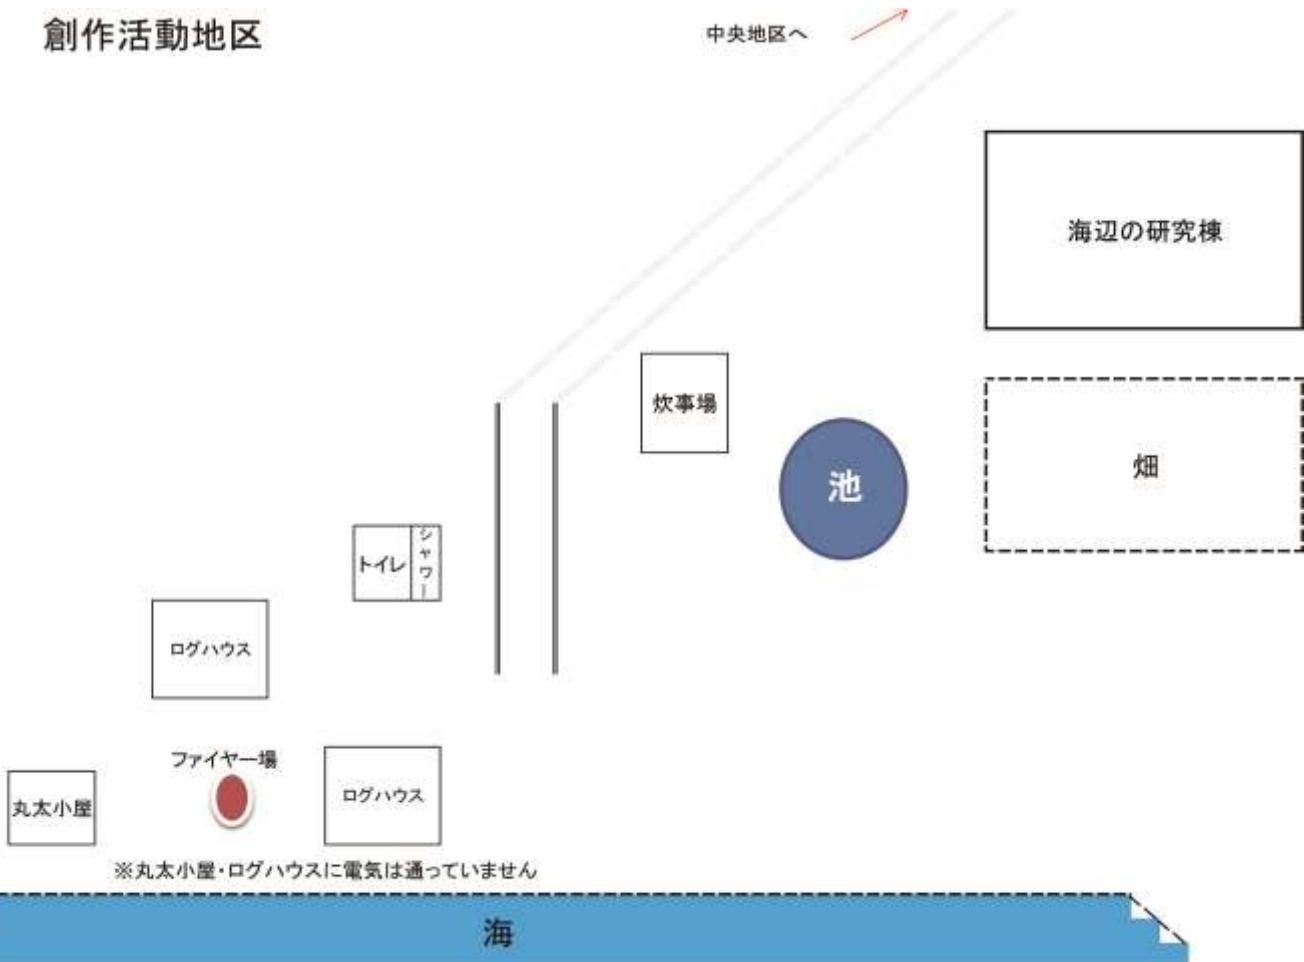 創作活動地区
中央地区へ
海辺の研究棟
炊事場
畑
池
トイレ
シャワー
ログハウス
ファイヤー場
丸太小屋
ログハウス
※丸太小屋・ログハウスに電気は通っていません
海